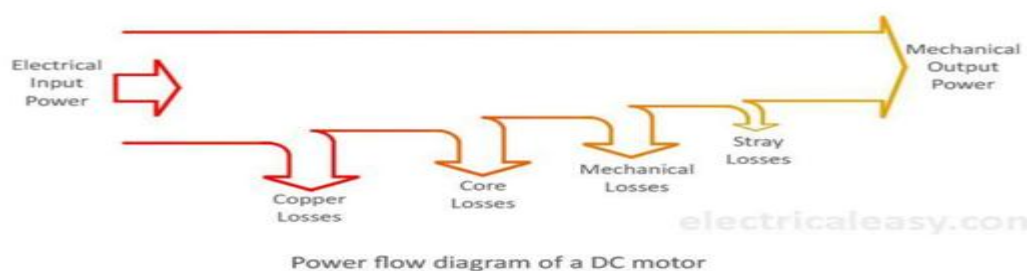 Electrical
Input
Power
Mechanical
Output
Power
Copper
Losses
Core
Losses
Mechanical
Losses
Stray
Losses
electricaleasy.com
Power flow diagram of a DC motor